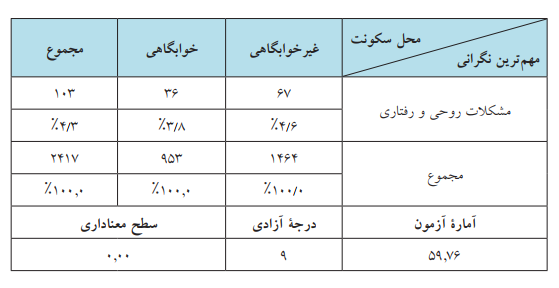 محل سکونت
مهم‌ترین نگرانی
غیرخوابگاهی خوابگاهی مجموع
مشکلات روحی و رفتاری
۶۷ ۳۶ ۱۰۳
٪۴/۶ ٪۳/۸ ٪۴/۳
مجموع
۱۴۶۴ ۹۵۳ ۲۴۱۷
٪۱۰۰/۰ ٪۱۰۰٫۰ ٪۱۰۰٫۰
آمارهٔ آزمون درجهٔ آزادی سطح معناداری
۵۹٫۷۶ ۹ ۰٫۰۰